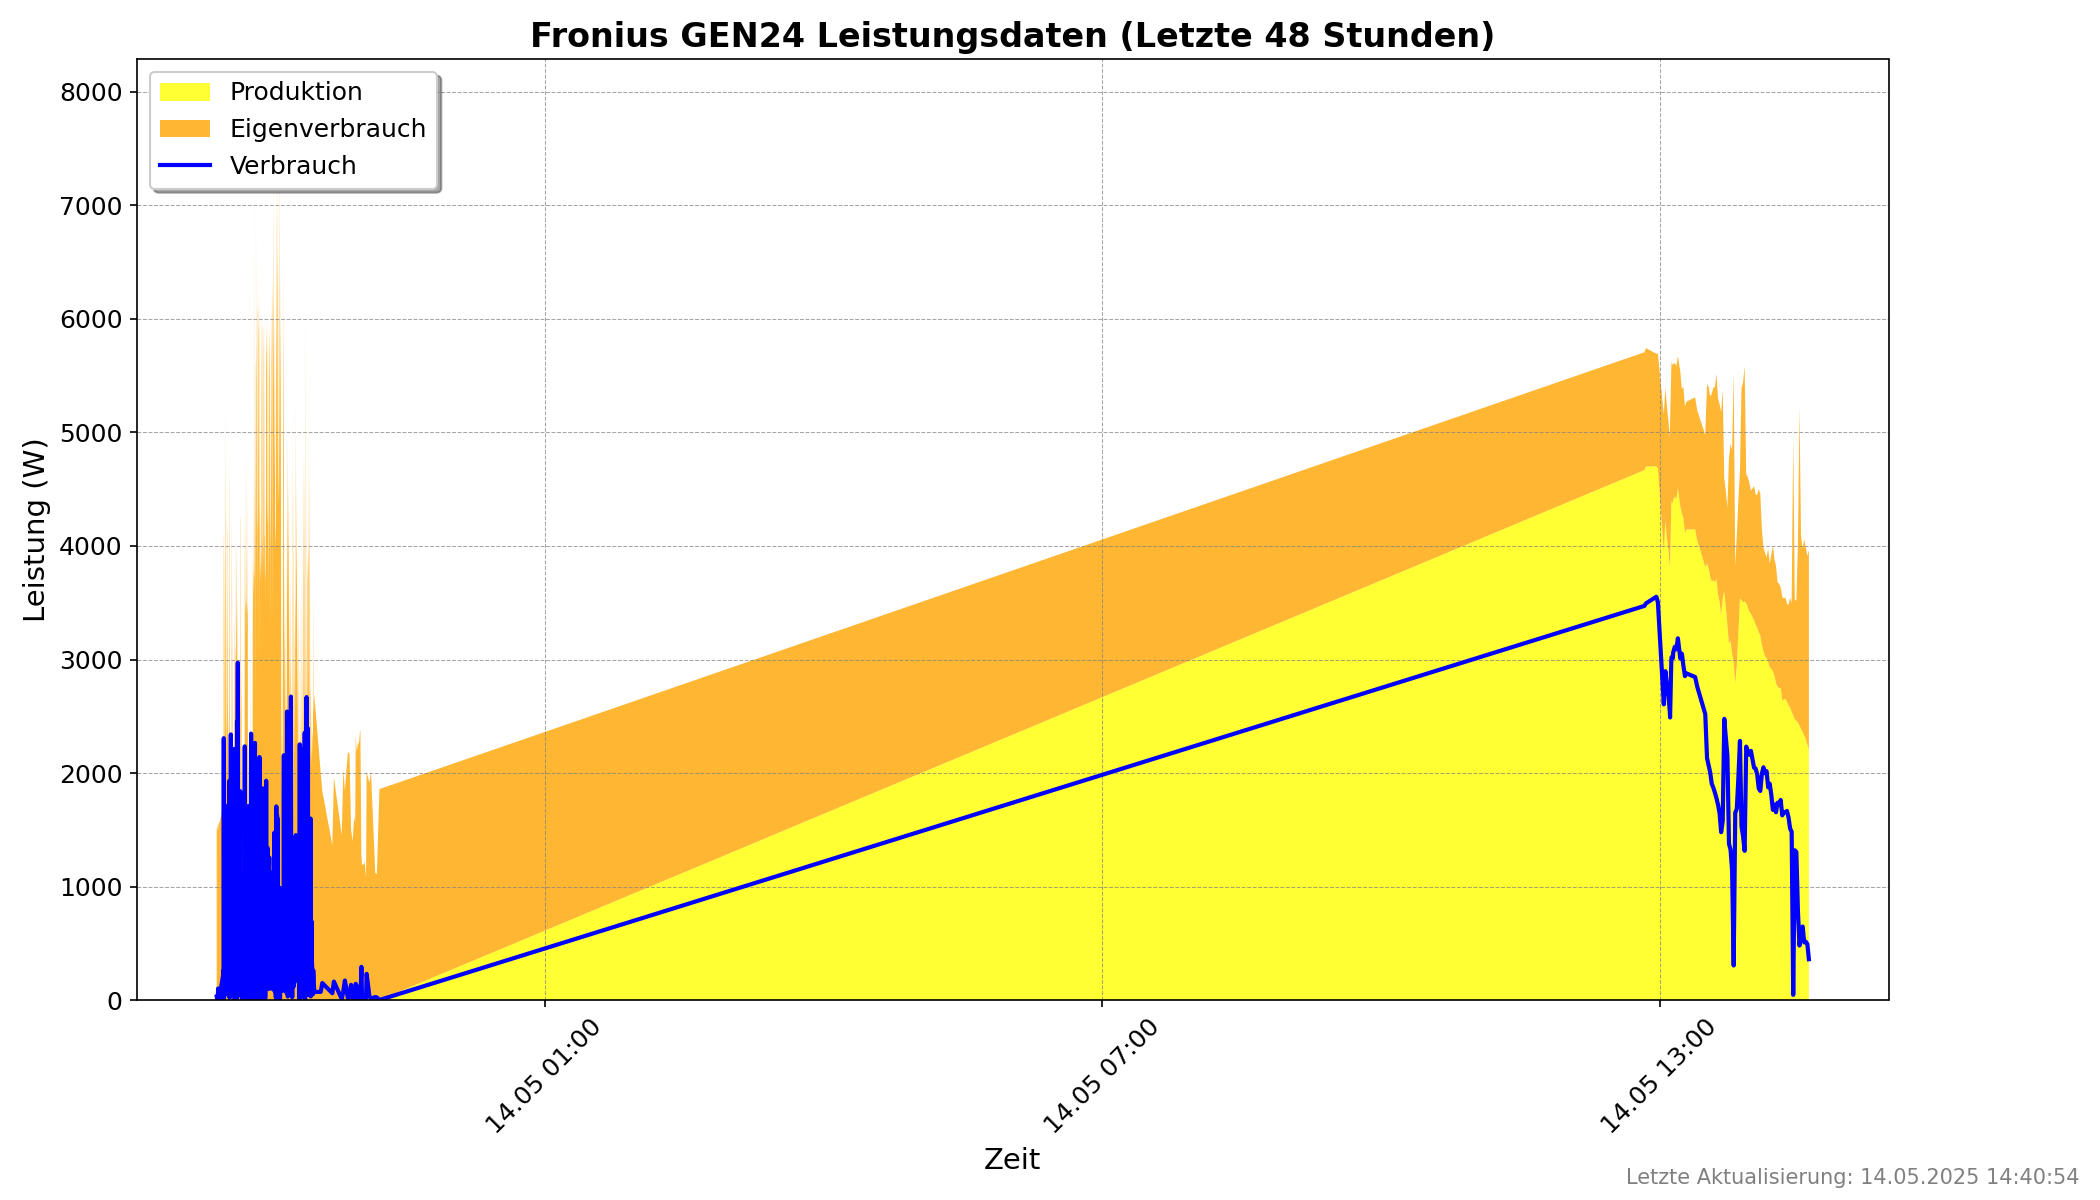 Fronius GEN24 Leistungsdaten (Letzte 48 Stunden)
Produktion
Eigenverbrauch
Verbrauch
8000
7000
6000
5000
4000
3000
2000
1000
0
Leistung (W)
14.05 01:00
14.05 07:00
14.05 13:00
Zeit
Letzte Aktualisierung: 14.05.2025 14:40:54